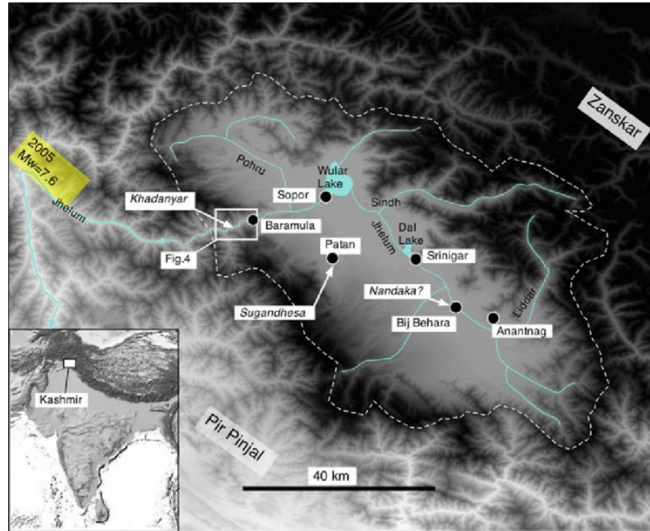 Zanskar
2005
Mw=7.6
Pohru
Wular
Lake
Sopor
Sindh
Khadanyar
Jhelum
Baramula
Dal
Lake
Jhelum
Fig.4
Patan
Srinigar
Nandaka?
Liddar
Sugandhesa
Bij Behara
Anantnag
Kashmir
Pir Pinjal
40 km